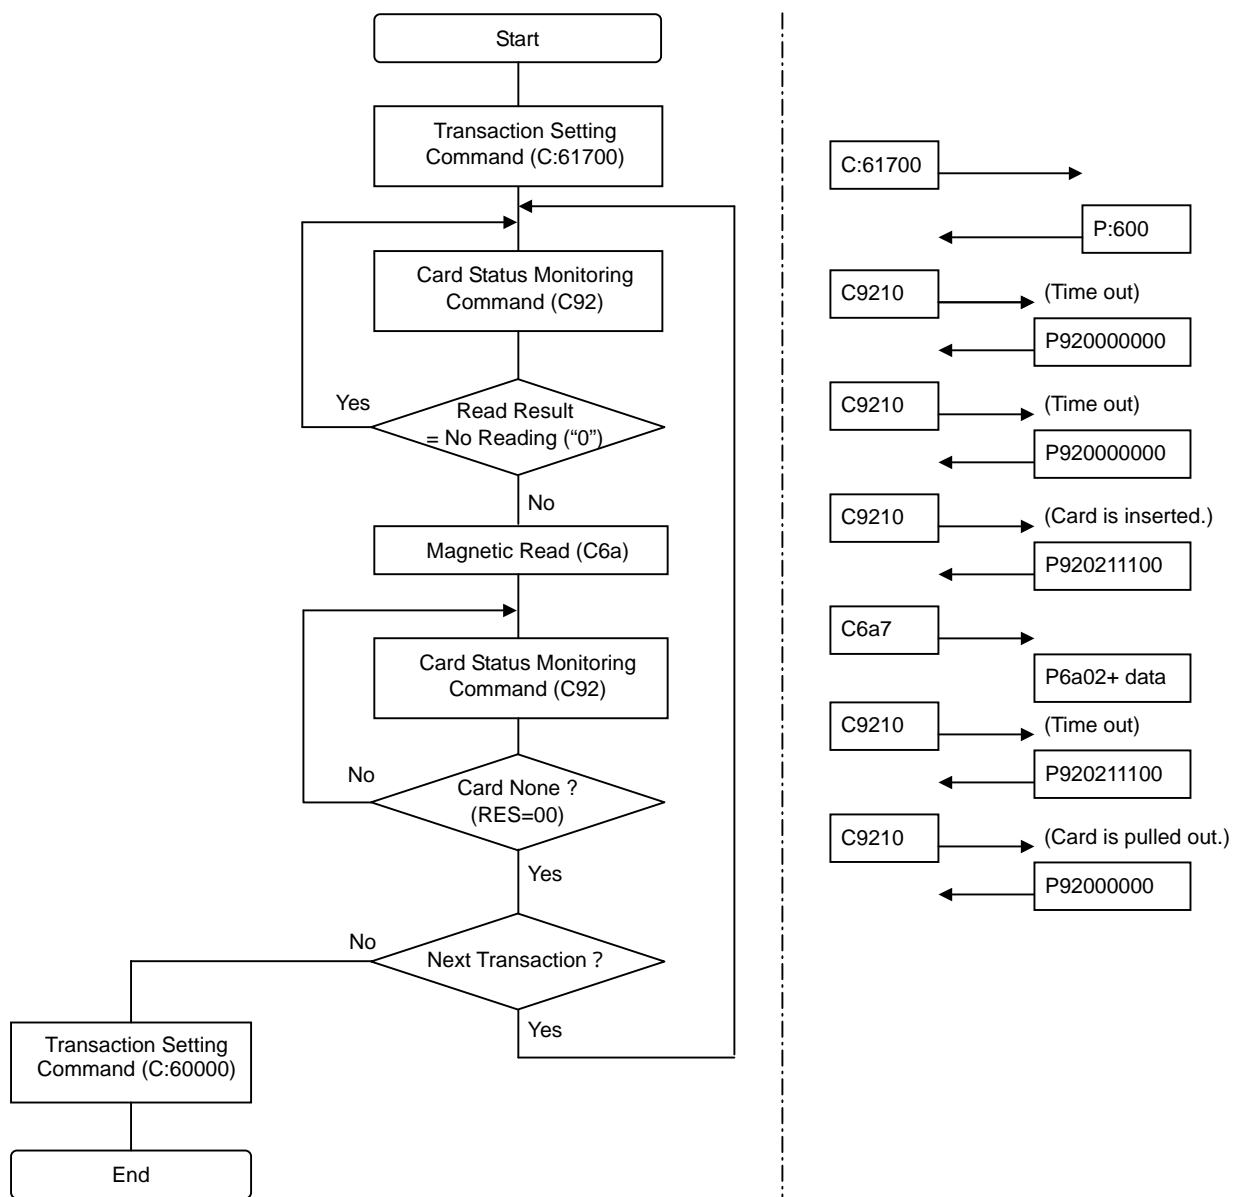 Start
Transaction Setting
Command (C:61700)
Card Status Monitoring
Command (C92)
Yes
Read Result
= No Reading (“0”)
No
Magnetic Read (C6a)
Card Status Monitoring
Command (C92)
No
Card None ?
(RES=00)
Yes
No
Next Transaction ?
Yes
Transaction Setting
Command (C:60000)
End
C:61700
P:600
C9210
(Time out)
P920000000
C9210
(Time out)
P920000000
C9210
(Card is inserted.)
P920211100
C6a7
P6a02+ data
C9210
(Time out)
P920211100
C9210
(Card is pulled out.)
P92000000